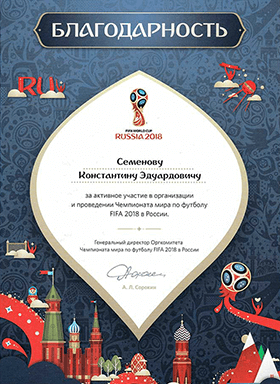 БЛАГОДАРНОСТЬ
RU
FIFA WORLD CUP
RUSSIA 2018
Семенову
Константину Эдуардовичу
за активное участие в организации
и проведении Чемпионата мира по футболу
FIFA 2018 в России.
Генеральный директор Оргкомитета
Чемпионата мира по футболу FIFA 2018 в России
А. Л. Сорокин